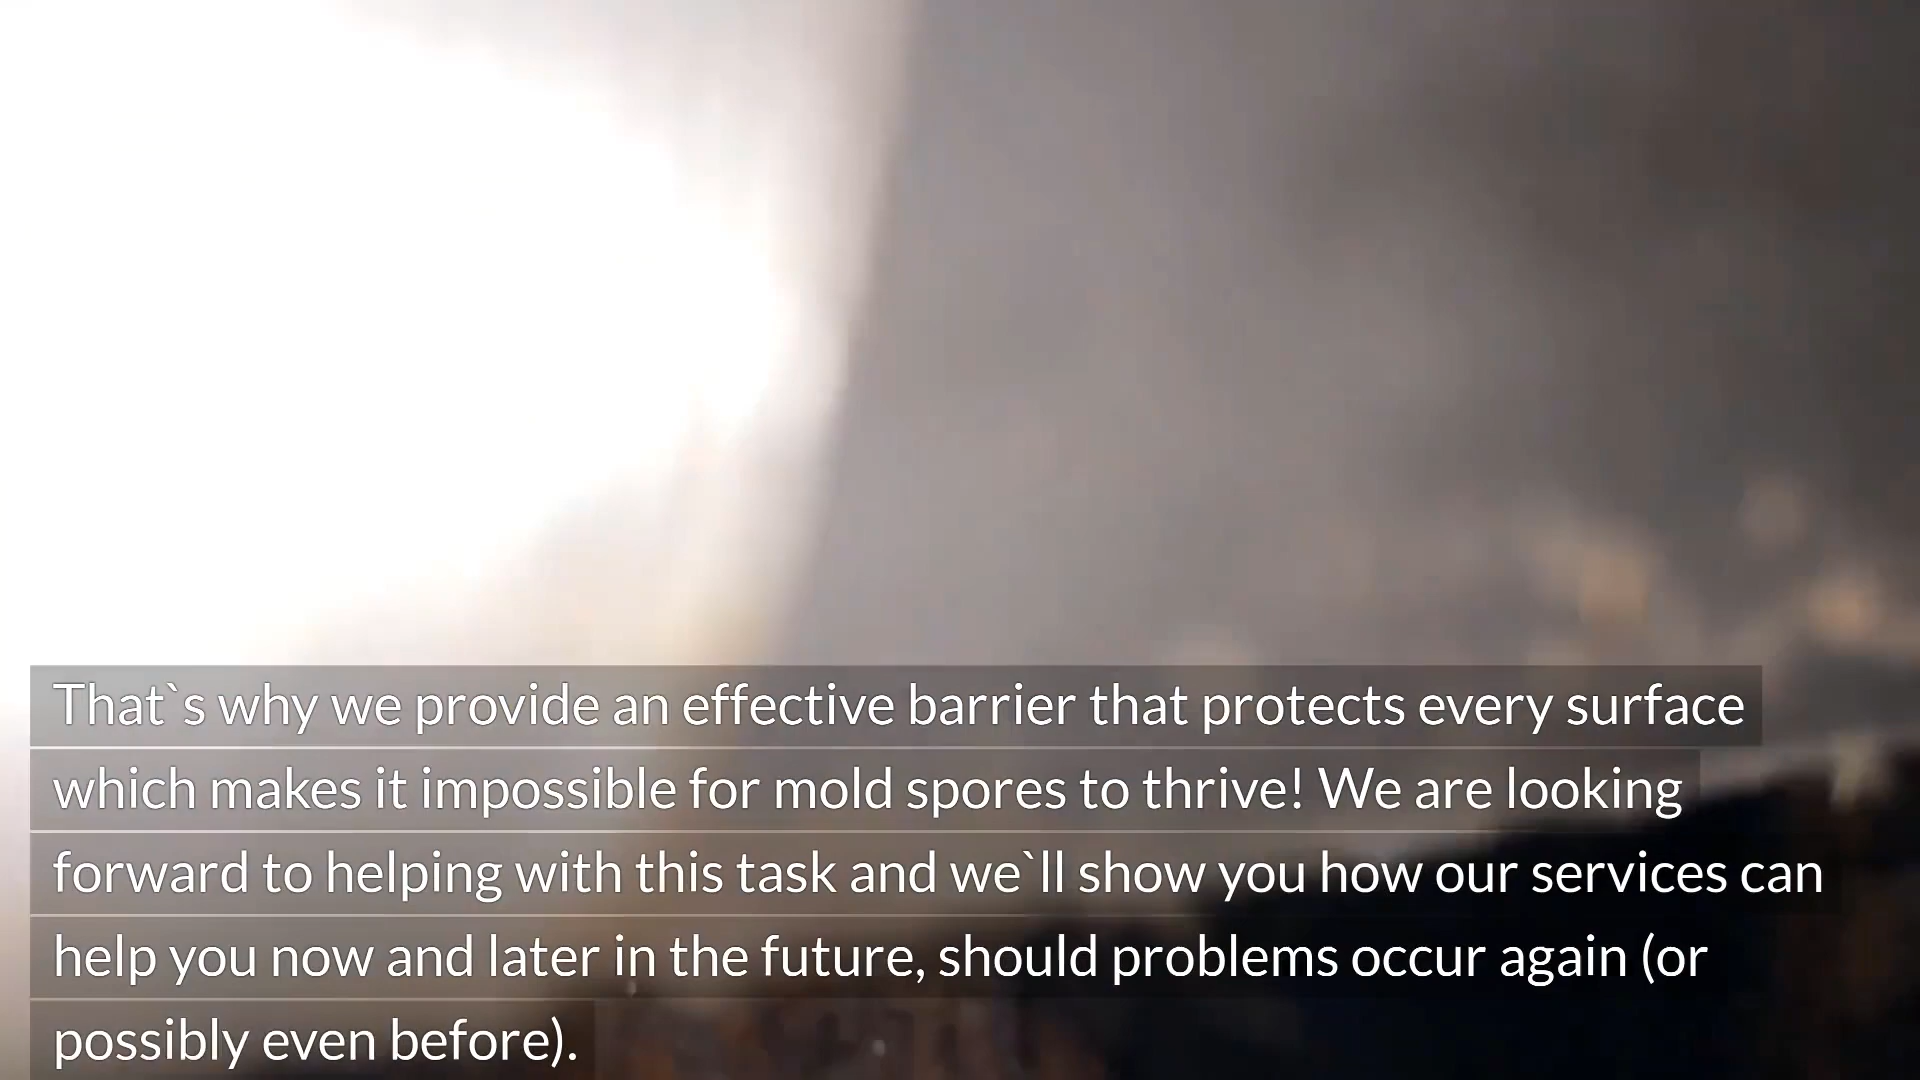 That`s why we provide an effective barrier that protects every surface
which makes it impossible for mold spores to thrive! We are looking
forward to helping with this task and we`ll show you how our services can
help you now and later in the future, should problems occur again (or
possibly even before).